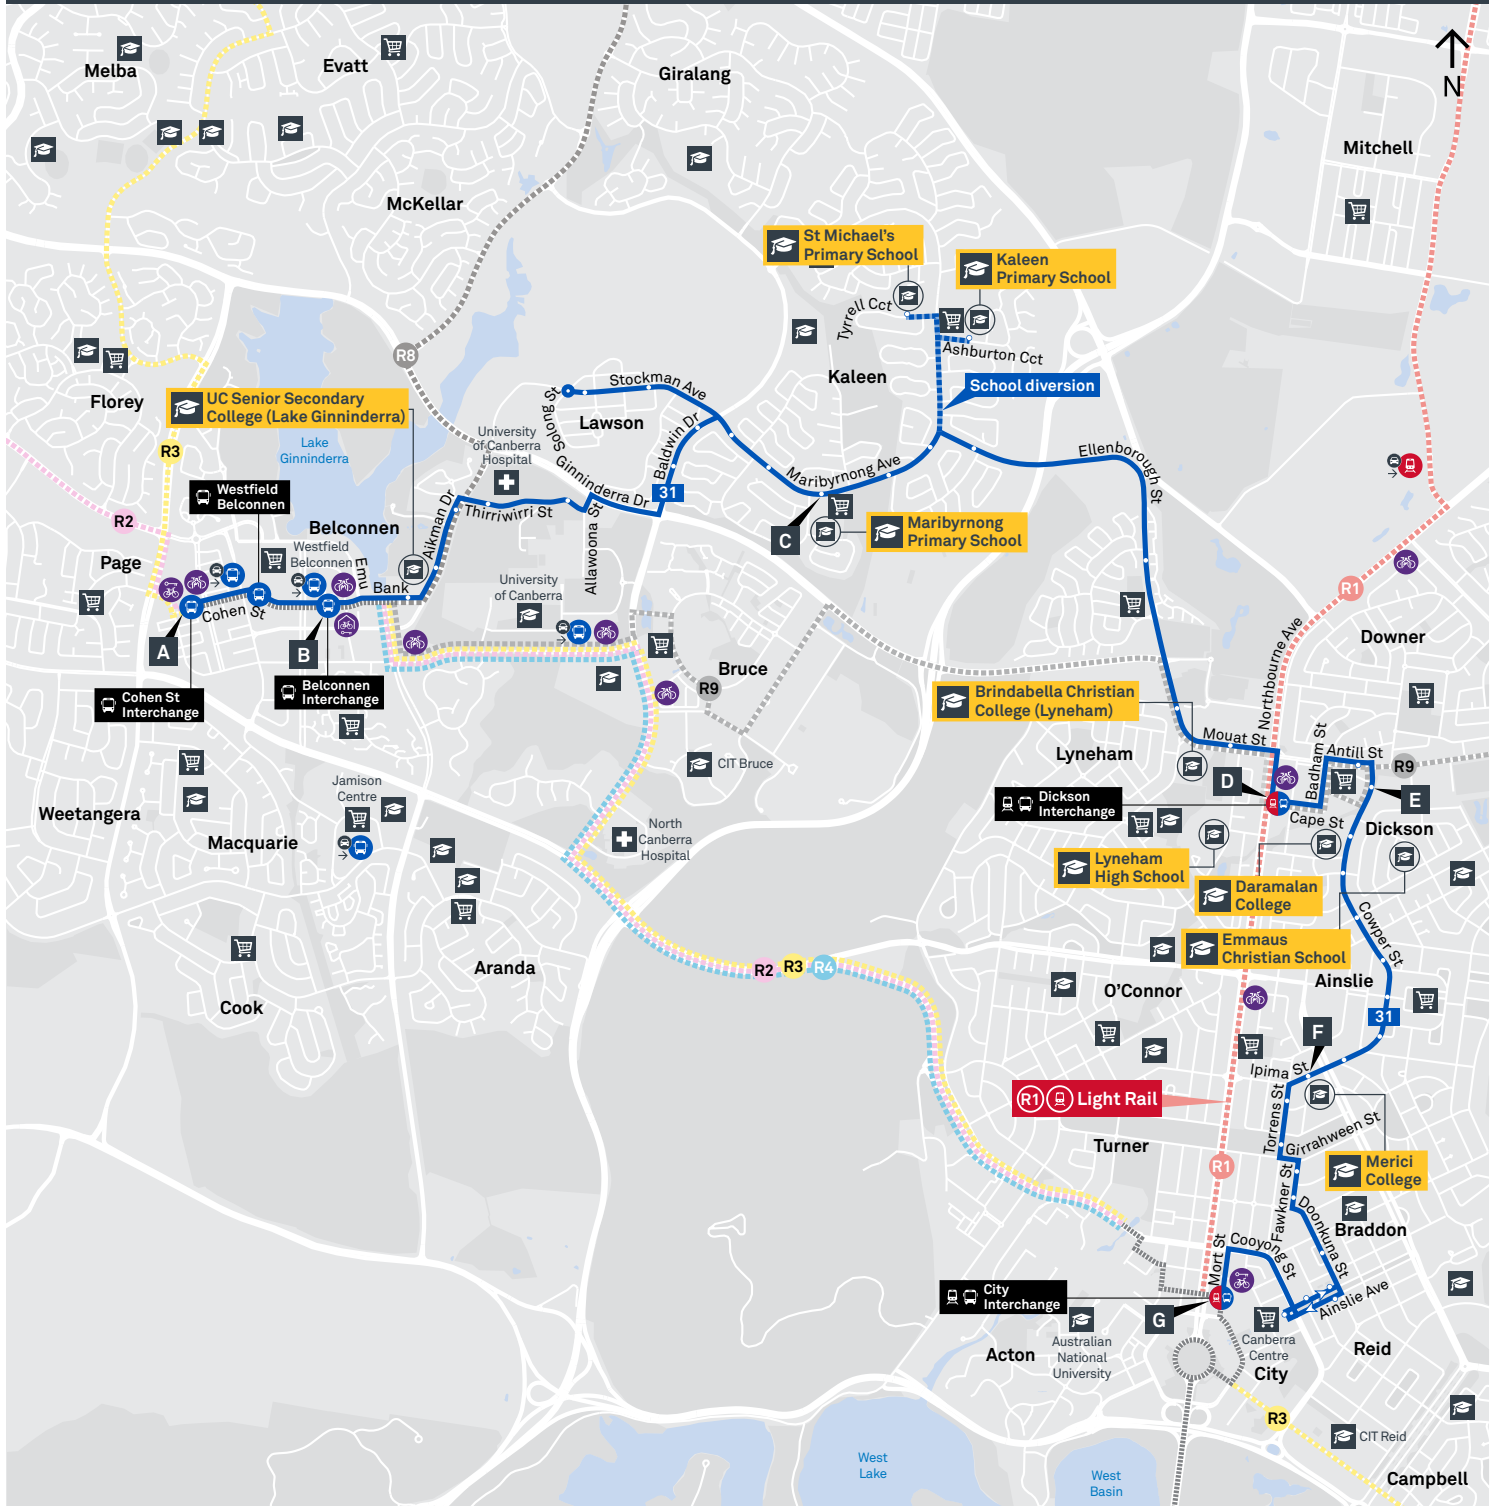 N
Melba
Evatt
Giralang
Mitchell
McKellar
St Michael's
Primary School
Kaleen
Primary School
Tyrrell Cct
Ashburton Cct
R8
Florey
UC Senior Secondary
College (Lake Ginninderra)
Stockman Ave
Kaleen
School diversion
Solong St
Lawson
Baldwin Dr
R3
Lake
Ginninderra
University
of Canberra
Hospital
Ginninderra Dr
Maribyrnong Ave
Ellenborough St
31
Westfield
Belconnen
R2
Belconnen
Aikman Dr
Thirriwirri St
Allawoona St
C
Maribyrnong
Primary School
Page
Westfield
Belconnen
Emu
Bank
University
of Canberra
Cohen St
R1
A
B
Northbourne Ave
Downer
Cohen St
Interchange
Belconnen
Interchange
Bruce
R9
Brindabella Christian
College (Lyneham)
Lyneham
Mouat St
Badham St
Antill St
R9
CIT Bruce
D
E
Jamison
Centre
Dickson
Interchange
Cape St
Dickson
Weetangera
Macquarie
North
Canberra
Hospital
Lyneham
High School
Daramalan
College
Cowper St
Emmaus
Christian School
Aranda
R2
R3
R4
Ainslie
O'Connor
Cook
31
F
Ipima St
R1
Light Rail
Torrens St
Girrahween St
Turner
R1
Merici
College
Fawkner St
Doonkuna St
Braddon
Mort St
Cooyong St
City
Interchange
G
Ainslie Ave
Acton
Australian
National
University
Canberra
Centre
City
Reid
R3
CIT Reid
West
Lake
West
Basin
Campbell